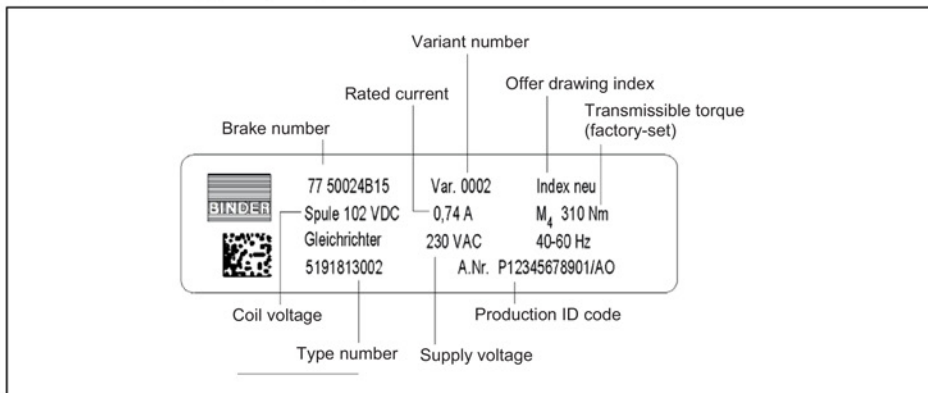 Variant number
Offer drawing index
Rated current
Transmissible torque
(factory-set)
Brake number
BINDER
77 50024B15 Var. 0002 Index neu
Spule 102 VDC 0,74 A M₄ 310 Nm
Gleichrichter 230 VAC 40-60 Hz
5191813002 A.Nr. P12345678901/AO
Coil voltage
Production ID code
Type number
Supply voltage